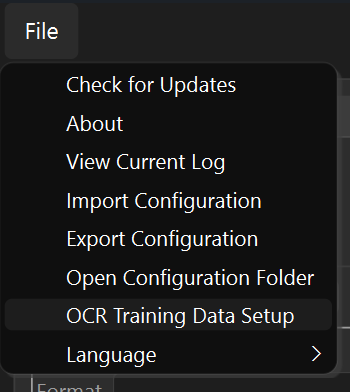 File
Check for Updates
About
View Current Log
Import Configuration
Export Configuration
Open Configuration Folder
OCR Training Data Setup
Language
Format